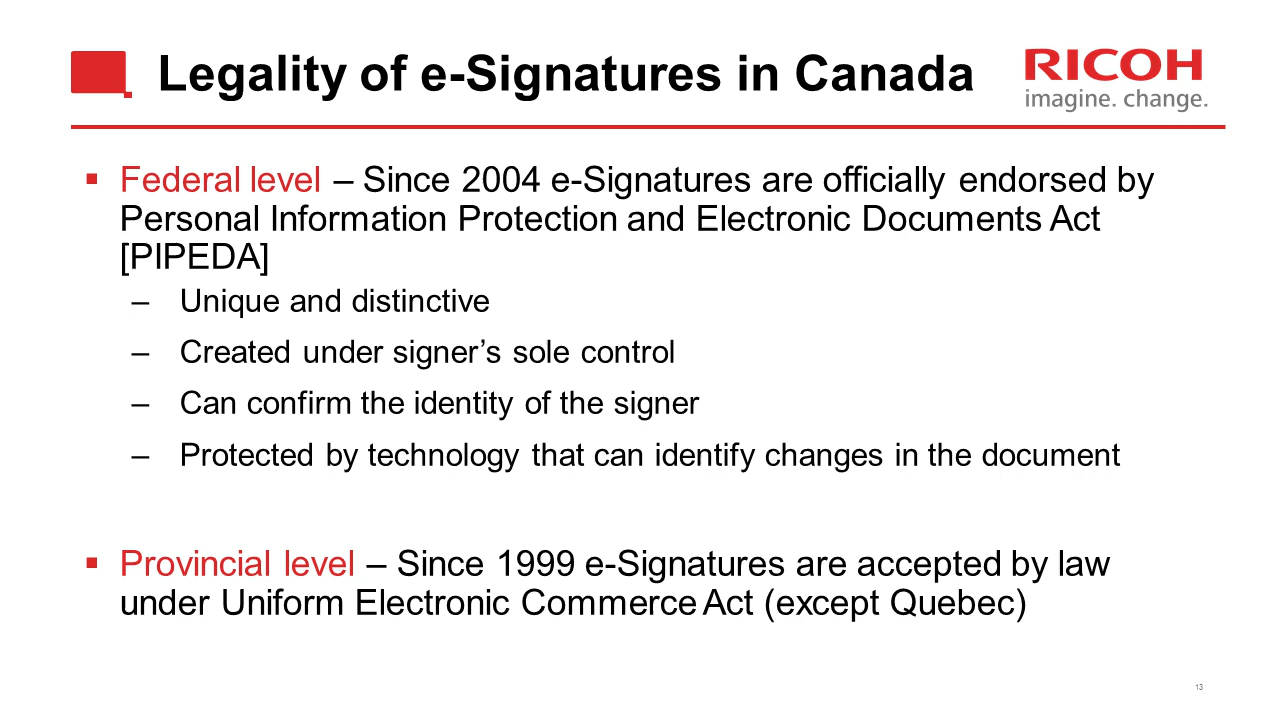 Legality of e-Signatures in Canada
RICOH
imagine. change.
▪ Federal level – Since 2004 e-Signatures are officially endorsed by
Personal Information Protection and Electronic Documents Act
[PIPEDA]
– Unique and distinctive
– Created under signer’s sole control
– Can confirm the identity of the signer
– Protected by technology that can identify changes in the document
▪ Provincial level – Since 1999 e-Signatures are accepted by law
under Uniform Electronic Commerce Act (except Quebec)
13